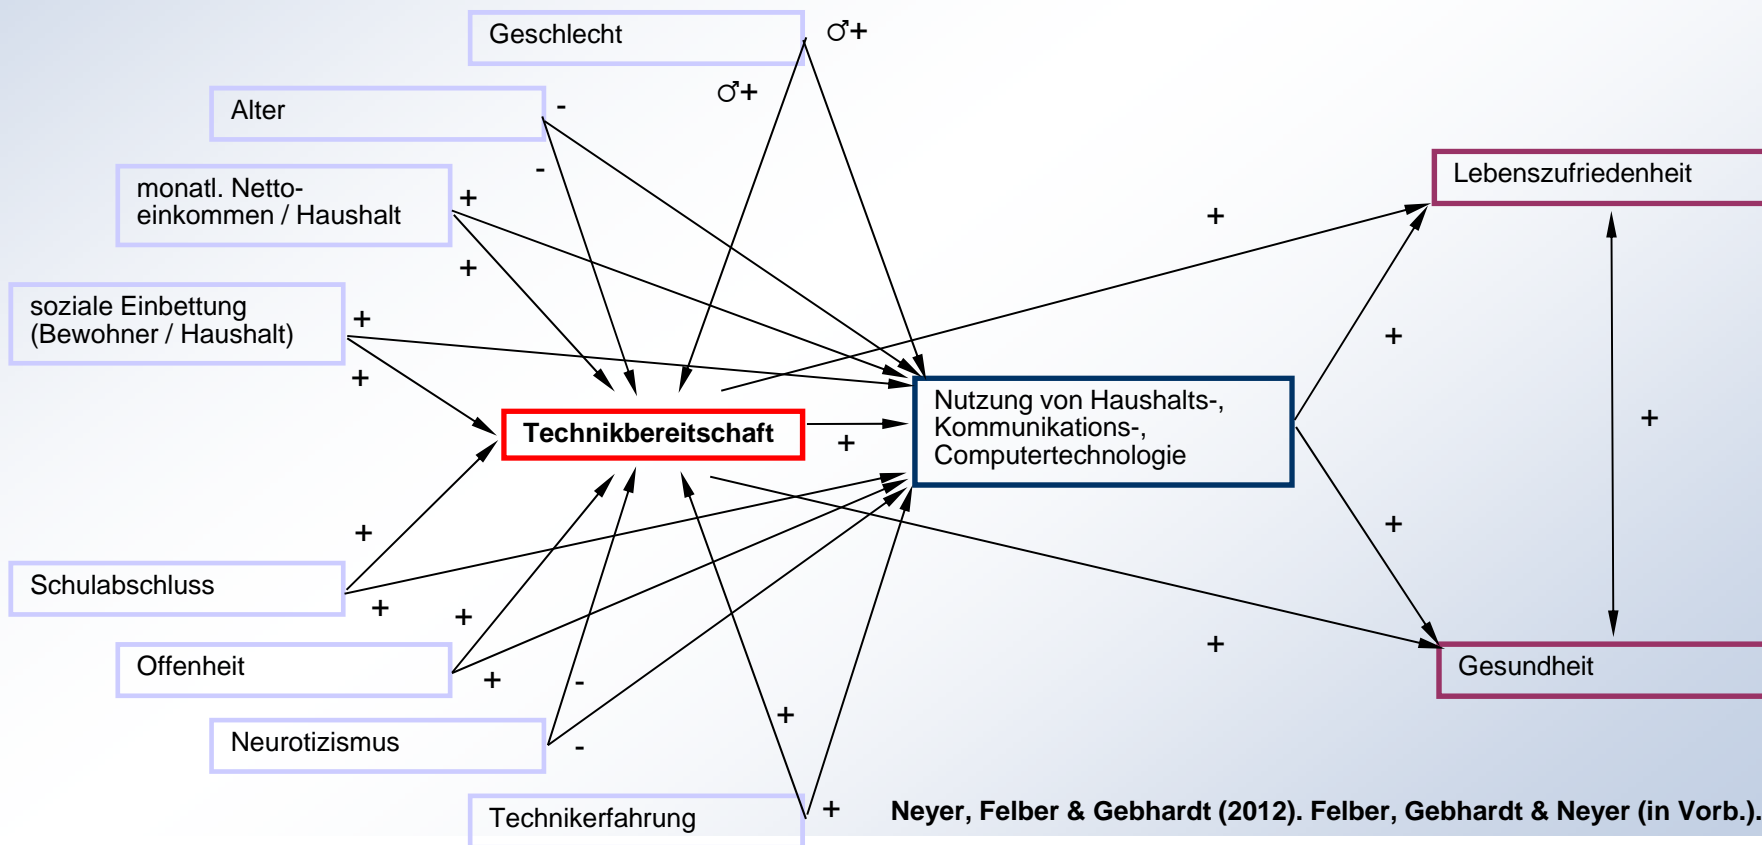 Geschlecht
♂+
♂+
Alter
-
-
monatl. Netto-
einkommen / Haushalt
+
+
Lebenszufriedenheit
+
soziale Einbettung
(Bewohner / Haushalt)
+
+
+
Technikbereitschaft
+
Nutzung von Haushalts-,
Kommunikations-,
Computertechnologie
+
+
+
Schulabschluss
+
Offenheit
+
+
-
+
Gesundheit
Neurotizismus
-
+
Technikerfahrung
+
Neyer, Felber & Gebhardt (2012). Felber, Gebhardt & Neyer (in Vorb.).